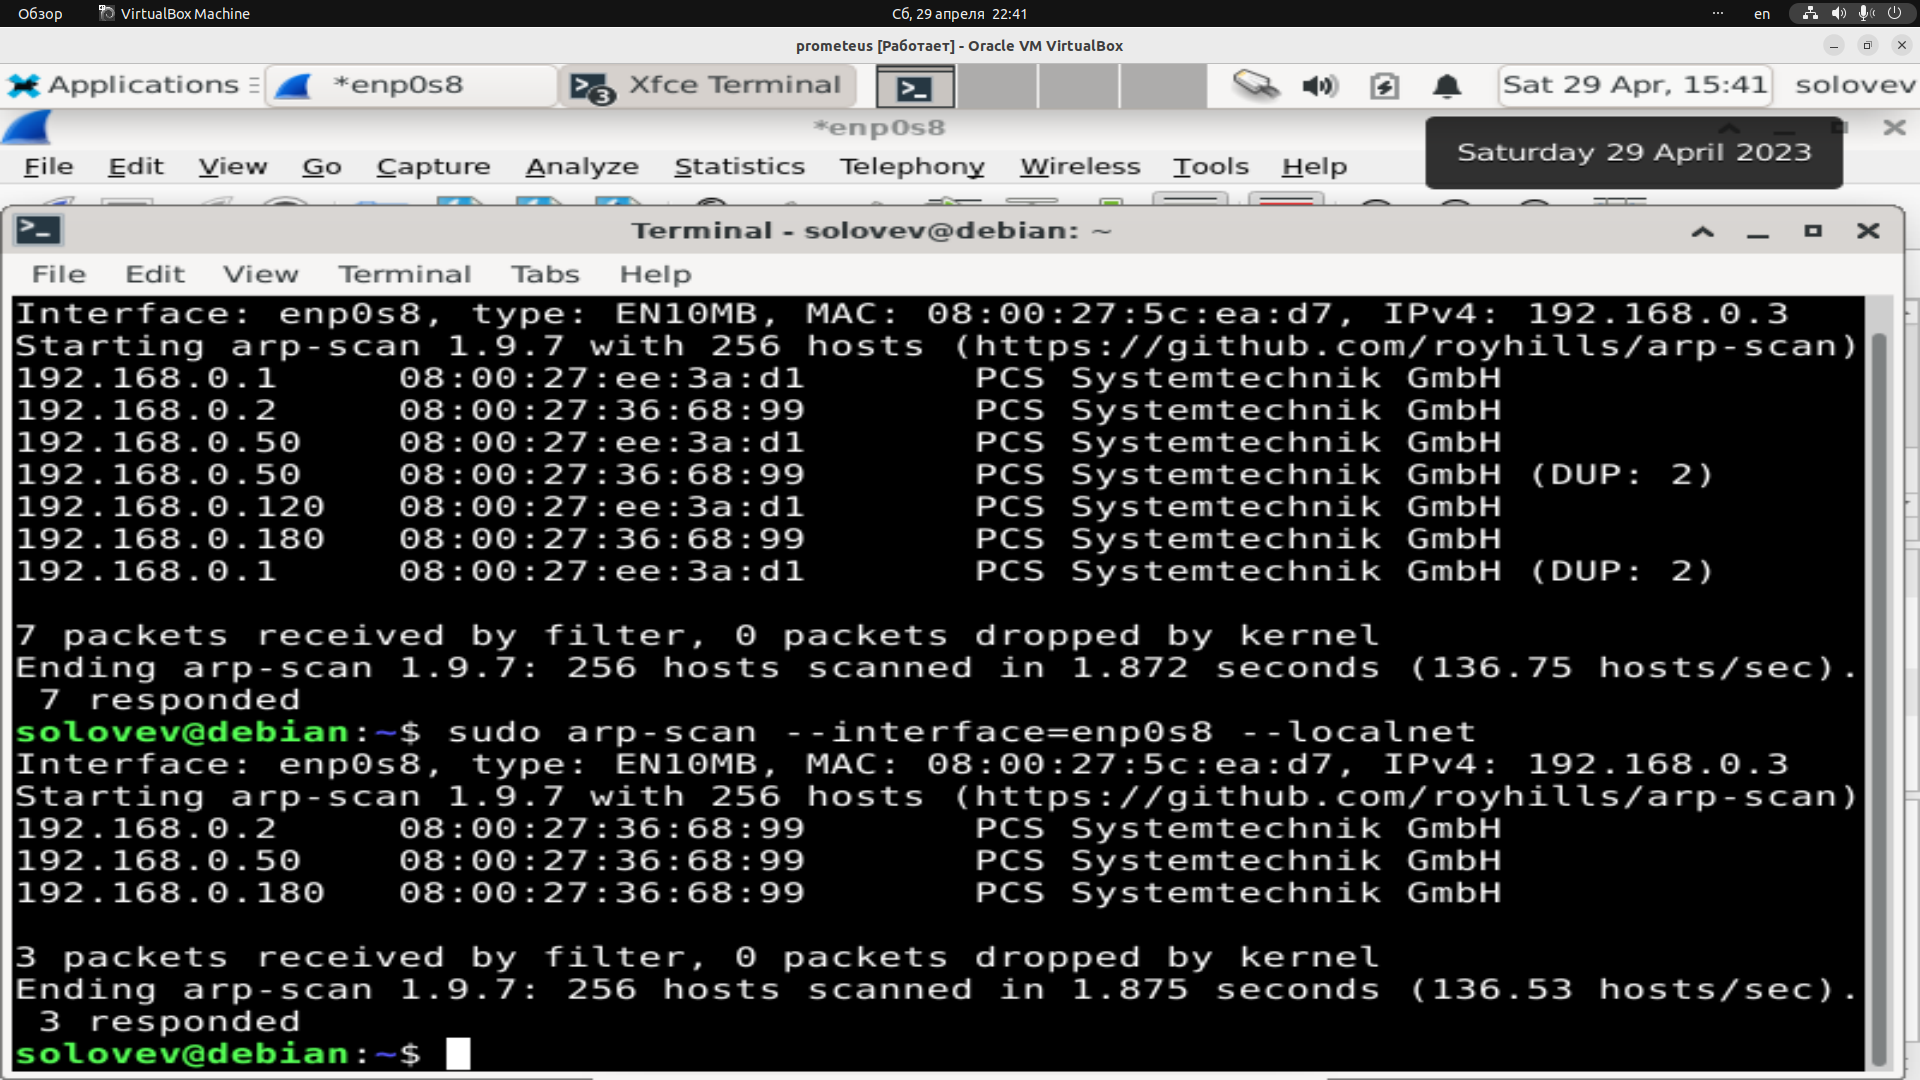 Обзор VirtualBox Machine Сб, 29 апреля 22:41 en
prometeus [Работает] - Oracle VM VirtualBox
Applications *enp0s8 3 Xfce Terminal Sat 29 Apr, 15:41 solovev
*enp0s8
Saturday 29 April 2023
File Edit View Go Capture Analyze Statistics Telephony Wireless Tools Help
Terminal - solovev@debian: ~
File Edit View Terminal Tabs Help
Interface: enp0s8, type: EN10MB, MAC: 08:00:27:5c:ea:d7, IPv4: 192.168.0.3
Starting arp-scan 1.9.7 with 256 hosts (https://github.com/royhills/arp-scan)
192.168.0.1 08:00:27:ee:3a:d1 PCS Systemtechnik GmbH
192.168.0.2 08:00:27:36:68:99 PCS Systemtechnik GmbH
192.168.0.50 08:00:27:ee:3a:d1 PCS Systemtechnik GmbH
192.168.0.50 08:00:27:36:68:99 PCS Systemtechnik GmbH (DUP: 2)
192.168.0.120 08:00:27:ee:3a:d1 PCS Systemtechnik GmbH
192.168.0.180 08:00:27:36:68:99 PCS Systemtechnik GmbH
192.168.0.1 08:00:27:ee:3a:d1 PCS Systemtechnik GmbH (DUP: 2)
7 packets received by filter, 0 packets dropped by kernel
Ending arp-scan 1.9.7: 256 hosts scanned in 1.872 seconds (136.75 hosts/sec).
7 responded
solovev@debian:~$ sudo arp-scan --interface=enp0s8 --localnet
Interface: enp0s8, type: EN10MB, MAC: 08:00:27:5c:ea:d7, IPv4: 192.168.0.3
Starting arp-scan 1.9.7 with 256 hosts (https://github.com/royhills/arp-scan)
192.168.0.2 08:00:27:36:68:99 PCS Systemtechnik GmbH
192.168.0.50 08:00:27:36:68:99 PCS Systemtechnik GmbH
192.168.0.180 08:00:27:36:68:99 PCS Systemtechnik GmbH
3 packets received by filter, 0 packets dropped by kernel
Ending arp-scan 1.9.7: 256 hosts scanned in 1.875 seconds (136.53 hosts/sec).
3 responded
solovev@debian:~$